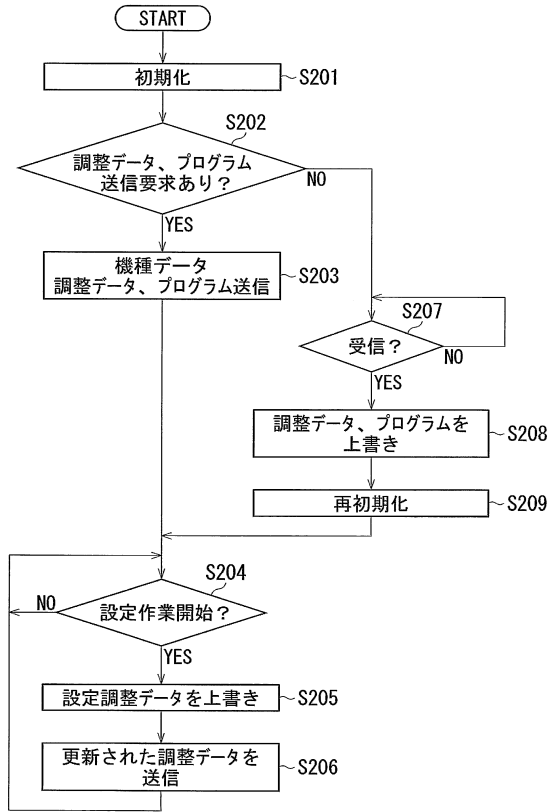 START
初期化
S201
S202
調整データ、プログラム
送信要求あり？
NO
YES
機種データ
調整データ、プログラム送信
S203
S207
受信？
NO
YES
調整データ、プログラムを
上書き
S208
再初期化
S209
S204
設定作業開始？
NO
YES
設定調整データを上書き
S205
更新された調整データを
送信
S206